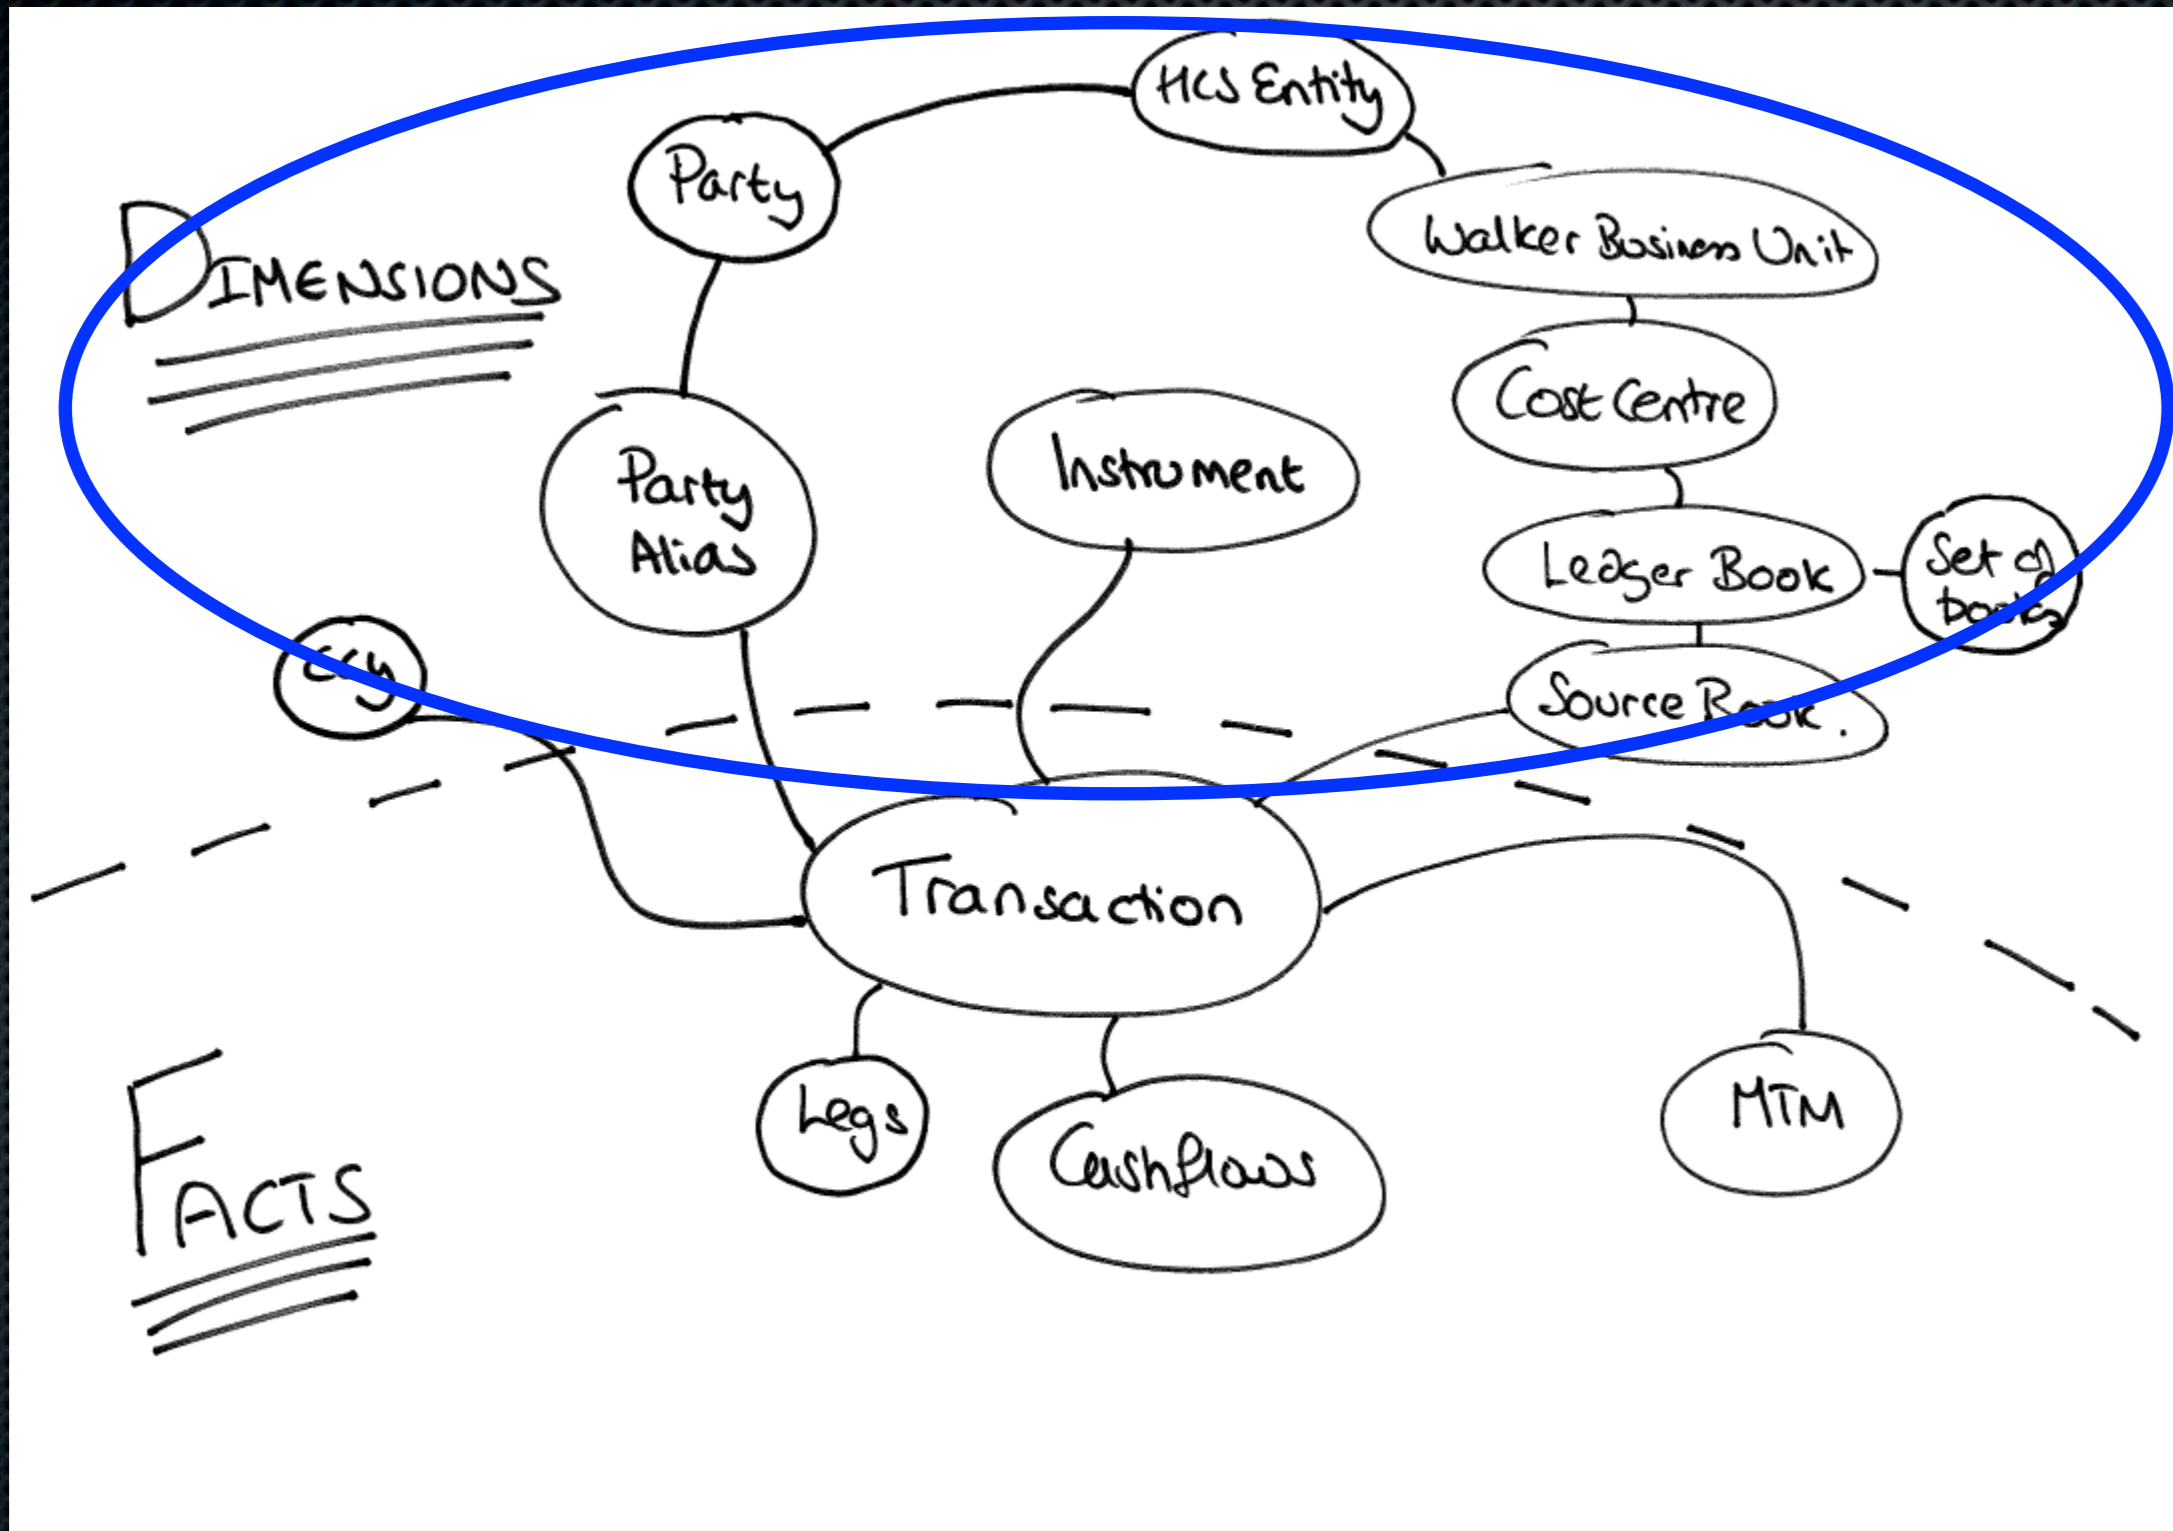 HCS Entity
Party
Walker Business Unit
DIMENSIONS
Cost Centre
Party
Alias
Instrument
Ledger Book
Set of
books
ccy
Source Book.
Transaction
Legs
Cashflows
MTM
FACTS